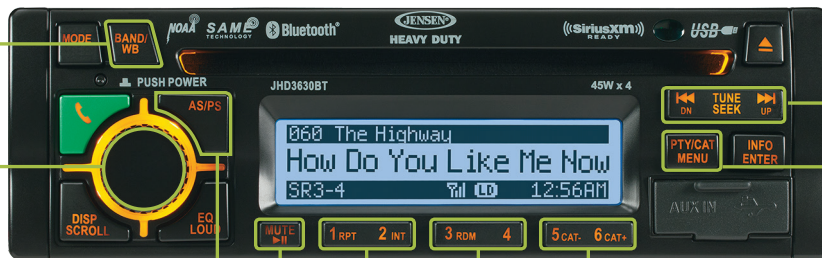 MODE
BAND/
WB
NOAA
SAME
TECHNOLOGY
Bluetooth®
JENSEN®
HEAVY DUTY
((SiriusXM))
READY
USB
PUSH POWER
JHD3630BT
45W x 4
AS/PS
060 The Highway
How Do You Like Me Now
SR3-4
LD
12:56AM
DN
TUNE
SEEK
UP
PTY/CAT
MENU
INFO
ENTER
AUX IN
DISP
SCROLL
EQ
LOUD
MUTE
1 RPT 2 INT
3 RDM 4
5 CAT- 6 CAT+